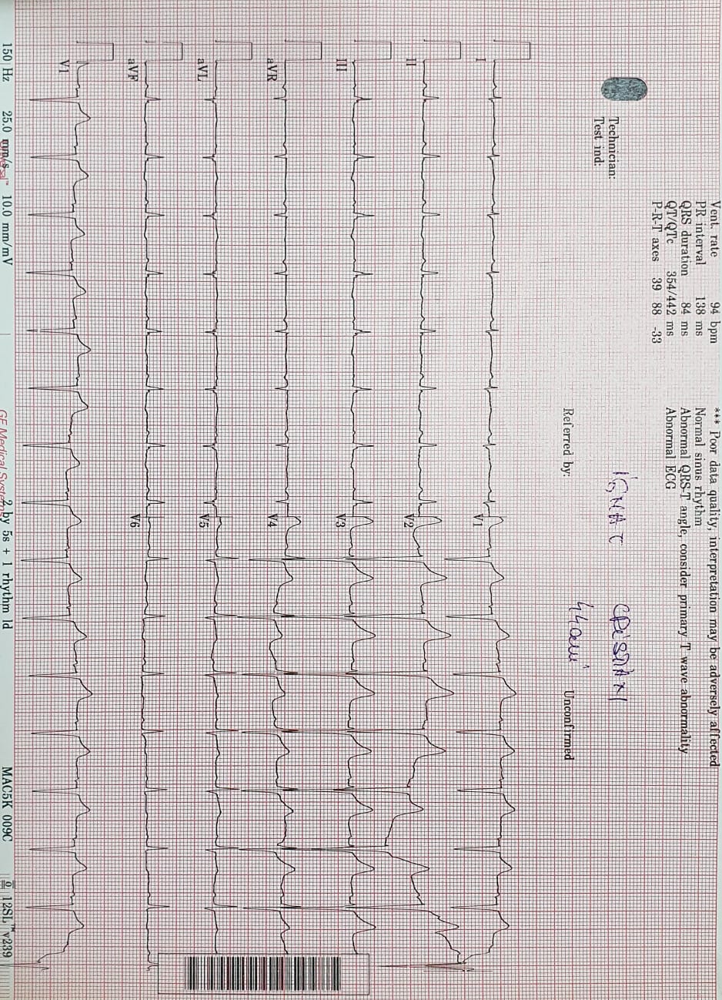 Vent. rate 94 bpm
PR interval 138 ms
QRS duration 84 ms
QT/QTc 354/442 ms
P-R-T axes 39 88 -33
*** Poor data quality, interpretation may be adversely affected
Normal sinus rhythm
Abnormal QRS-T angle, consider primary T wave abnormality
Abnormal ECG
Technician:
Test ind:
Referred by:
Unconfirmed
I
V1
II
V2
III
V3
aVR
V4
aVL
V5
aVF
V6
V1
150 Hz 25.0 mm/s 10.0 mm/mV 2 by 5s + 1 rhythm ld MAC5K 009C 12SL™ v239